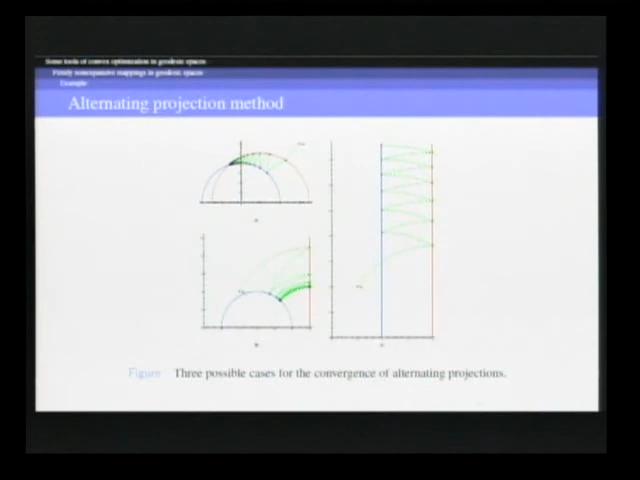 Some tools of convex optimization in geodesic spaces
Firmly nonexpansive mappings in geodesic spaces
Example
Alternating projection method
Figure Three possible cases for the convergence of alternating projections.